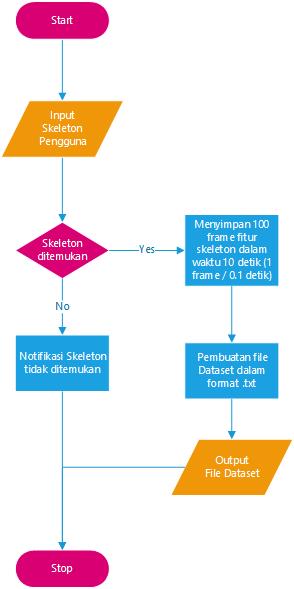 Start
Input
Skeleton
Pengguna
Skeleton
ditemukan
Yes
Menyimpan 100
frame fitur
skeleton dalam
waktu 10 detik (1
frame / 0.1 detik)
No
Notifikasi Skeleton
tidak ditemukan
Pembuatan file
Dataset dalam
format .txt
Output
File Dataset
Stop